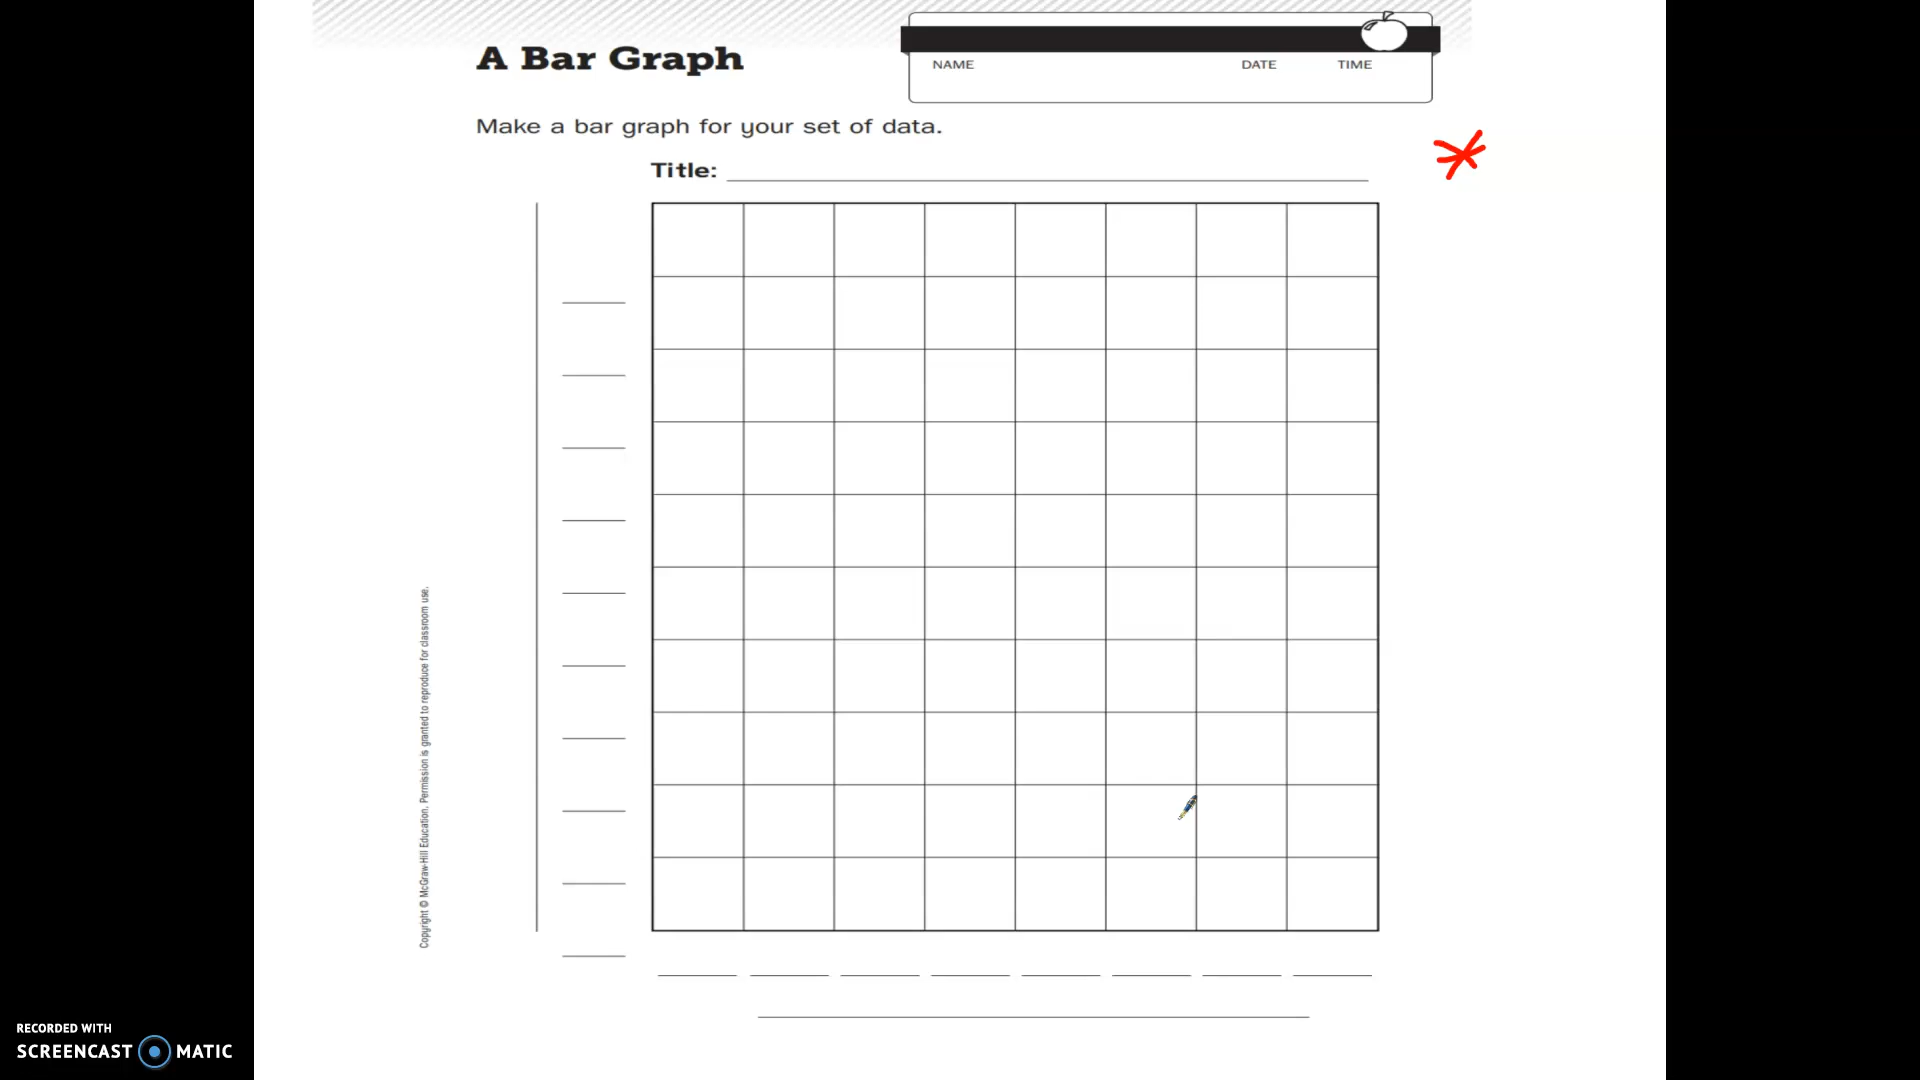 A Bar Graph
NAME DATE TIME
Make a bar graph for your set of data.
Title:
Copyright © McGraw-Hill Education. Permission is granted to reproduce for classroom use.
RECORDED WITH
SCREENCAST MATIC